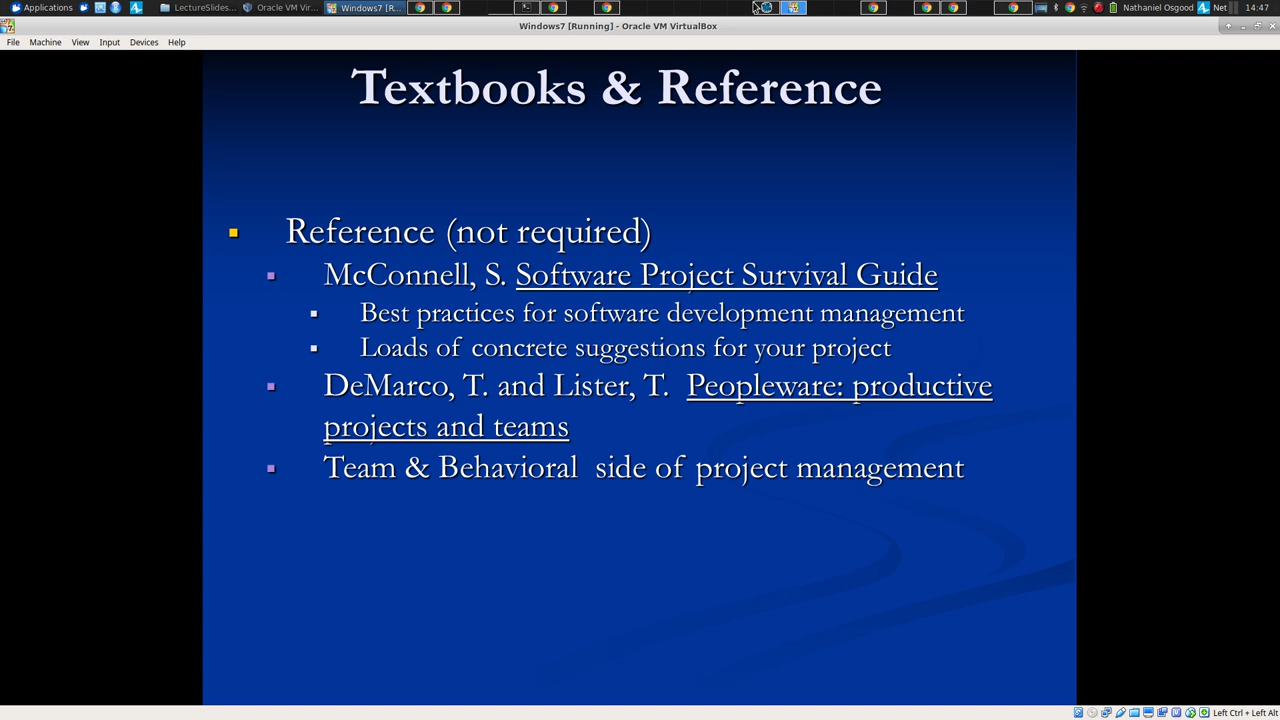 Applications LectureSlides... Oracle VM Vir... Windows7 [R... Nathaniel Osgood Net 14:47
Windows7 [Running] - Oracle VM VirtualBox
File Machine View Input Devices Help
Textbooks & Reference
Reference (not required)
McConnell, S. Software Project Survival Guide
Best practices for software development management
Loads of concrete suggestions for your project
DeMarco, T. and Lister, T. Peopleware: productive
projects and teams
Team & Behavioral side of project management
Left Ctrl + Left Alt